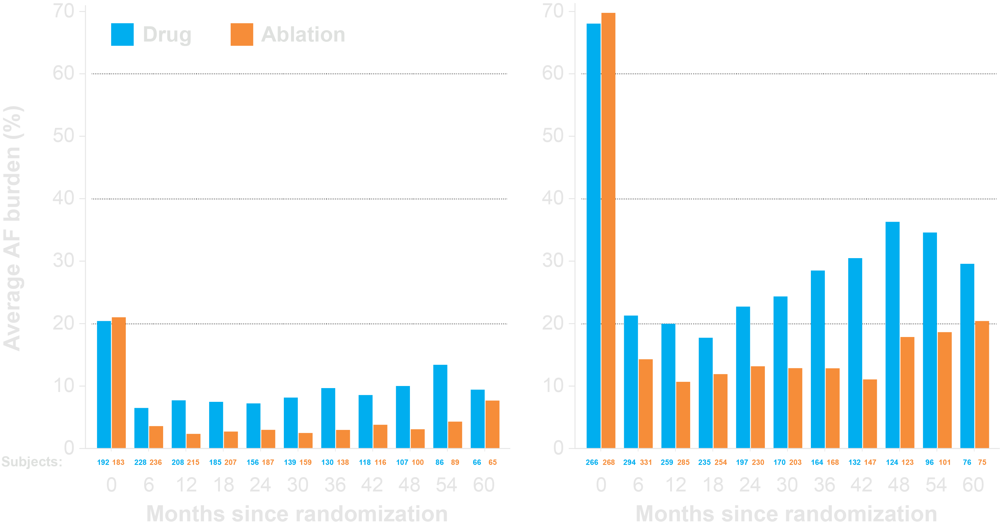 70 70
Drug Ablation
60 60
50 50
40 40
30 30
20 20
10 10
0 0
Average AF burden (%)
Subjects: 192 183 228 236 208 215 185 207 156 187 139 159 130 138 118 116 107 100 86 89 66 65 266 268 294 331 259 285 235 254 197 230 170 203 164 168 132 147 124 123 96 101 76 75
0 6 12 18 24 30 36 42 48 54 60 0 6 12 18 24 30 36 42 48 54 60
Months since randomization Months since randomization